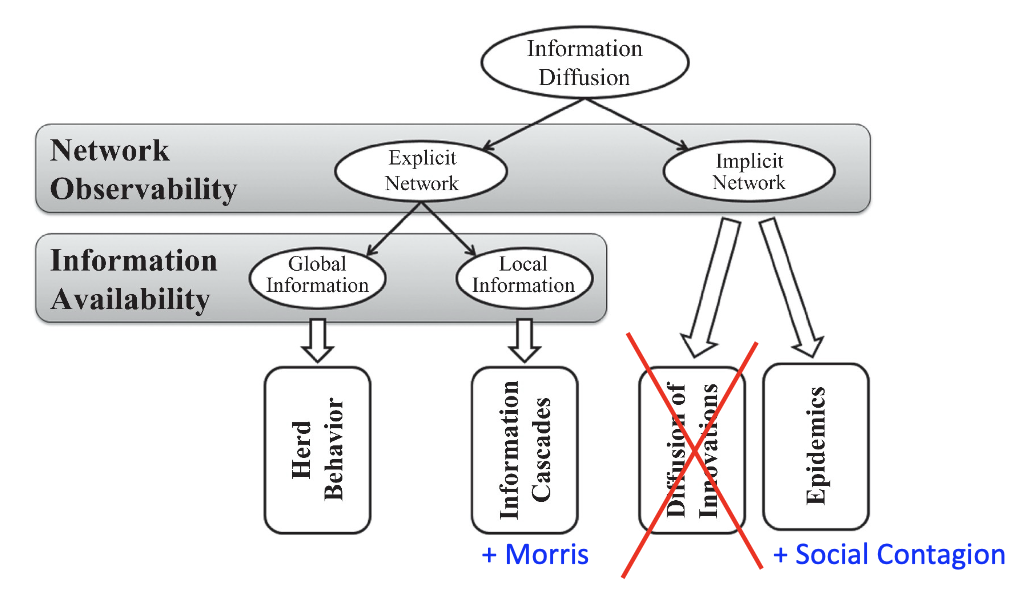 Information
Diffusion
Network
Observability
Explicit
Network
Implicit
Network
Information
Availability
Global
Information
Local
Information
Herd
Behavior
Information
Cascades
Diffusion of
Innovations
Epidemics
+ Morris
+ Social Contagion